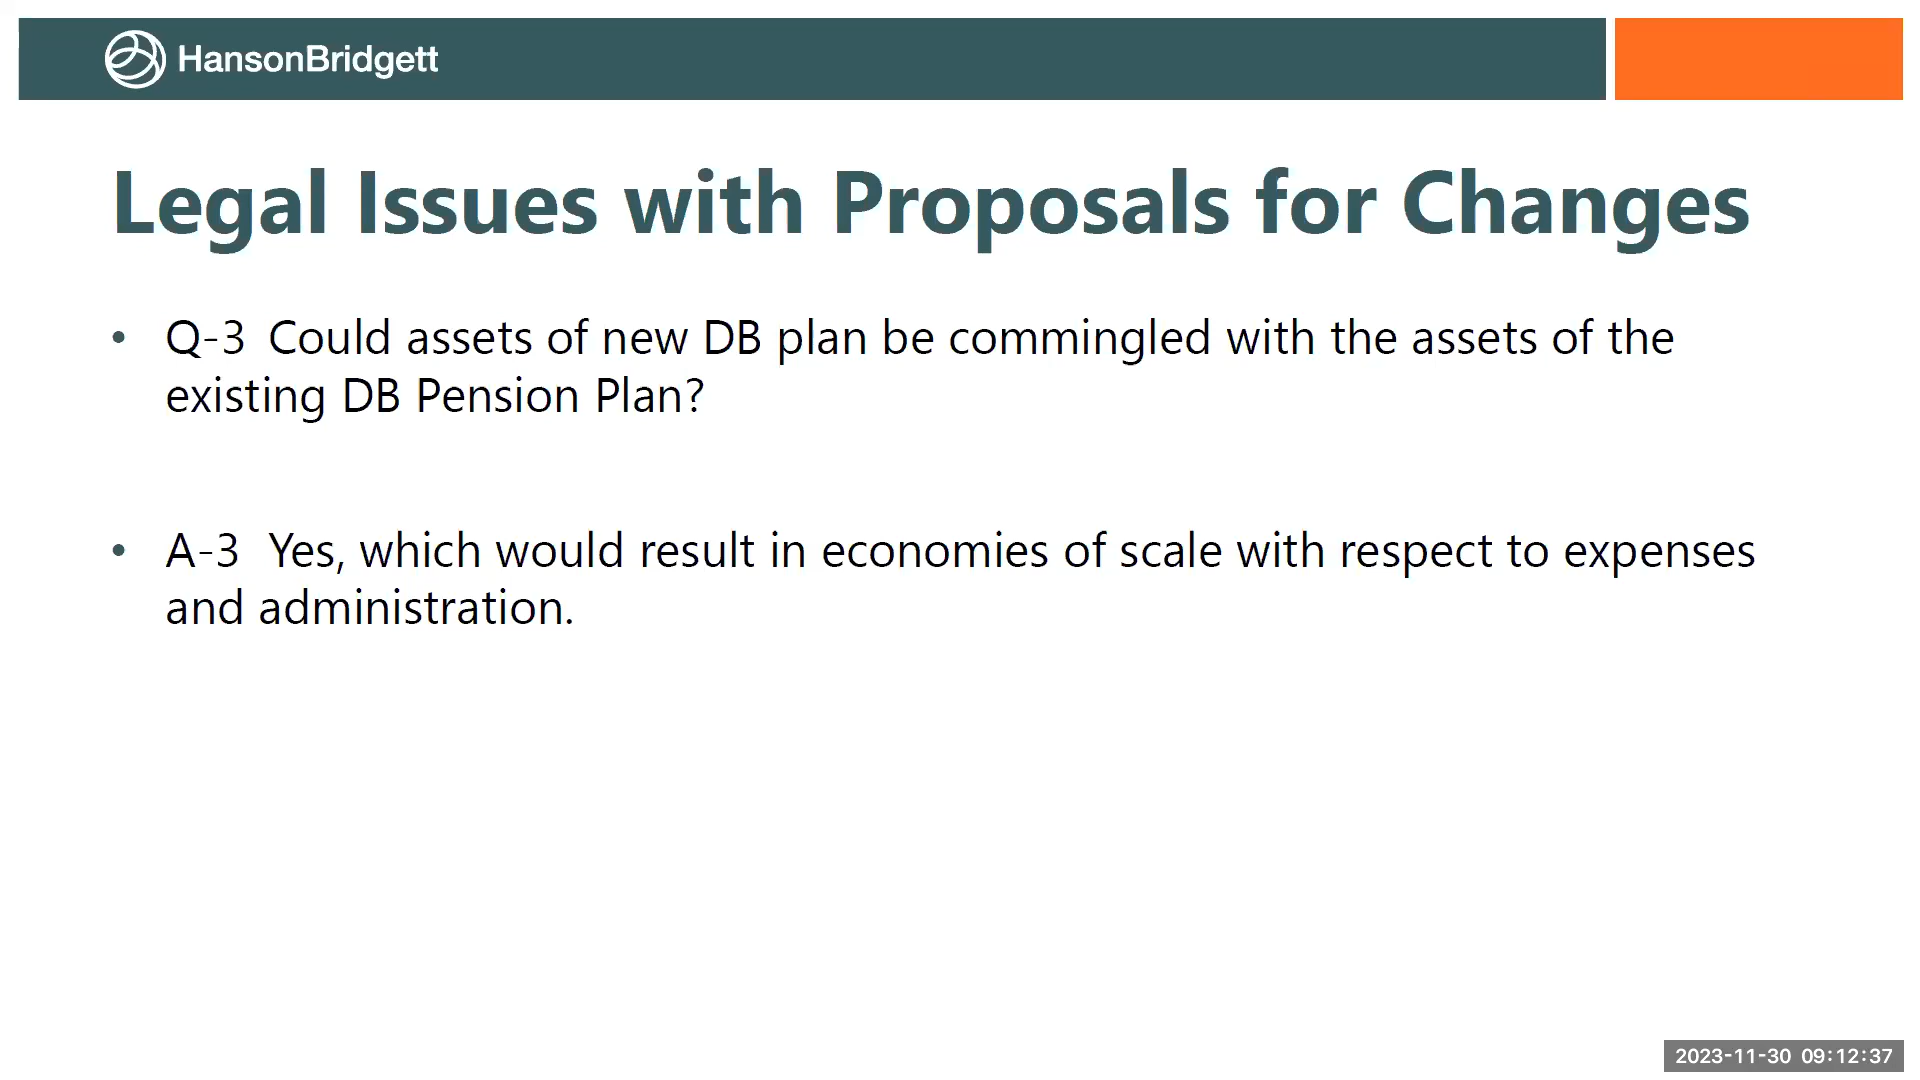 HansonBridgett
Legal Issues with Proposals for Changes
• Q-3 Could assets of new DB plan be commingled with the assets of the
existing DB Pension Plan?
• A-3 Yes, which would result in economies of scale with respect to expenses
and administration.
2023-11-30 09:12:37